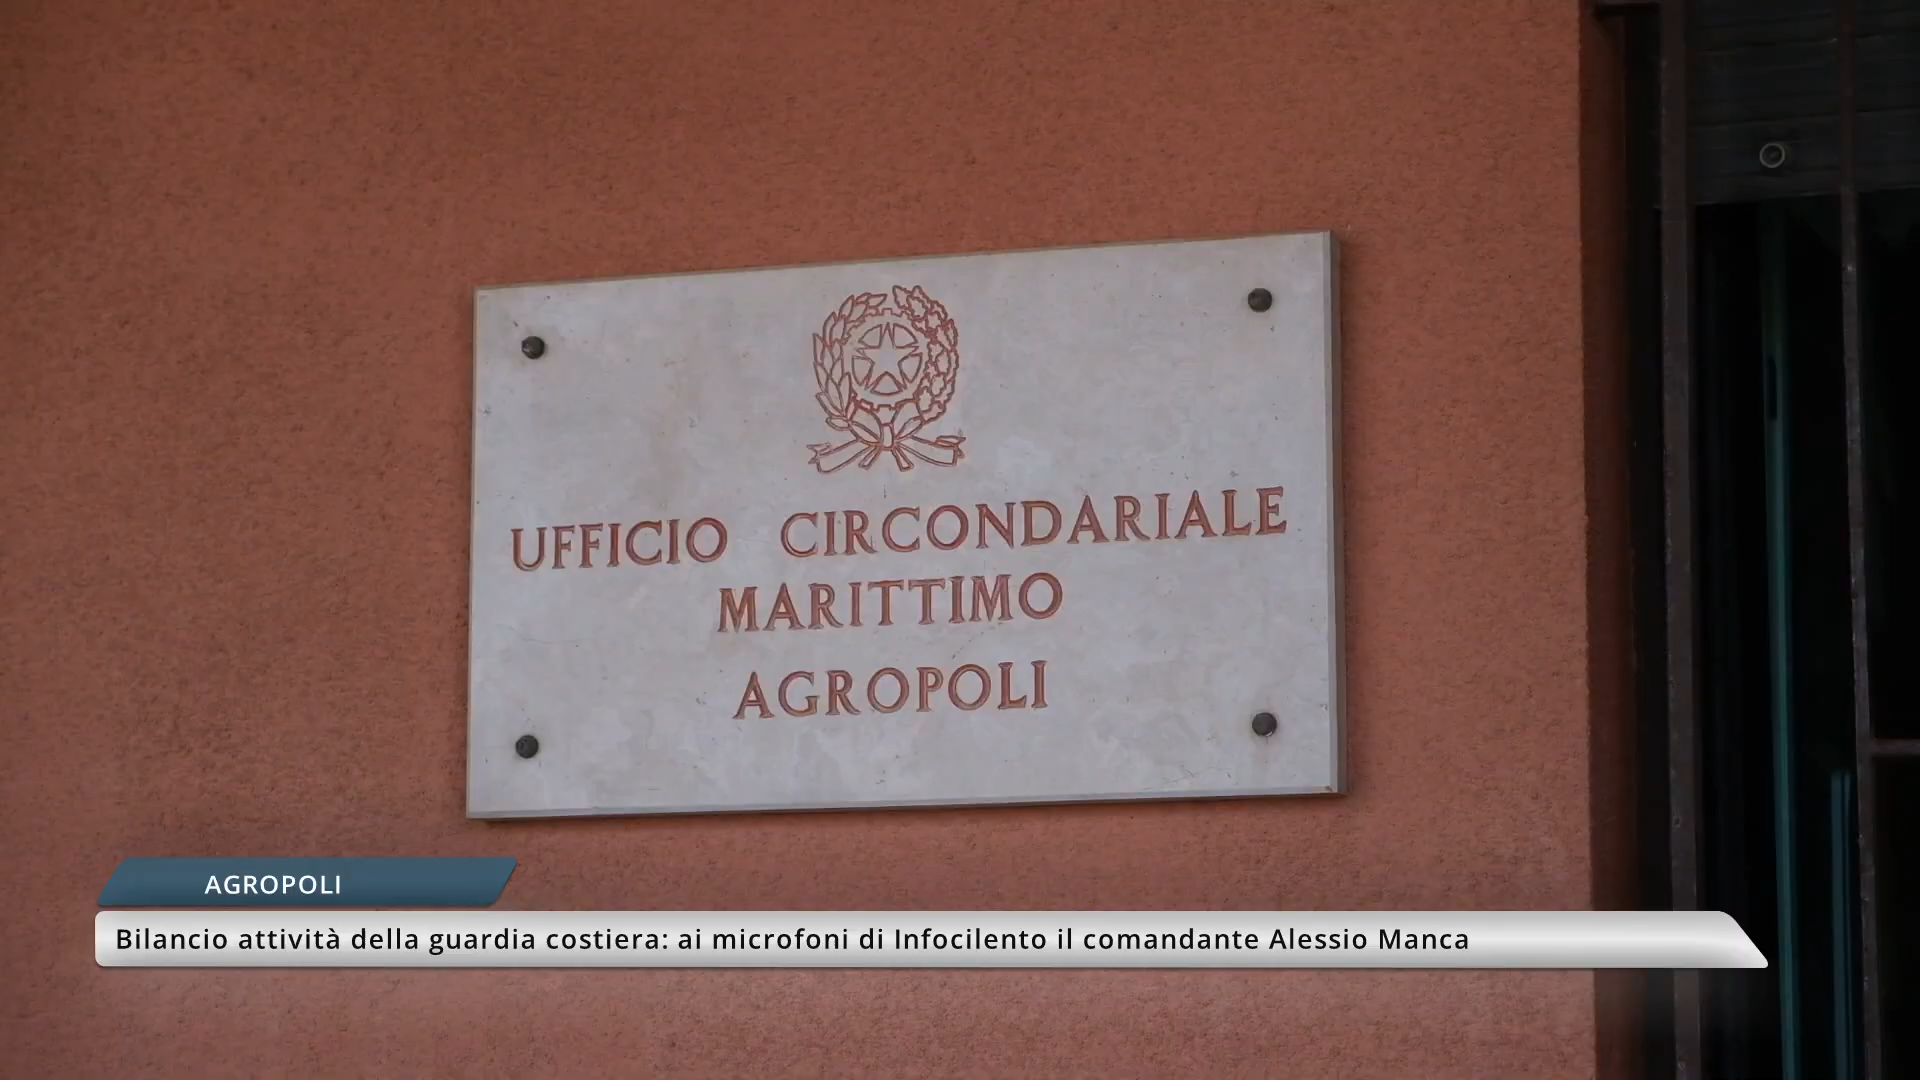 UFFICIO CIRCONDARIALE
MARITTIMO
AGROPOLI
AGROPOLI
Bilancio attività della guardia costiera: ai microfoni di Infocilento il comandante Alessio Manca